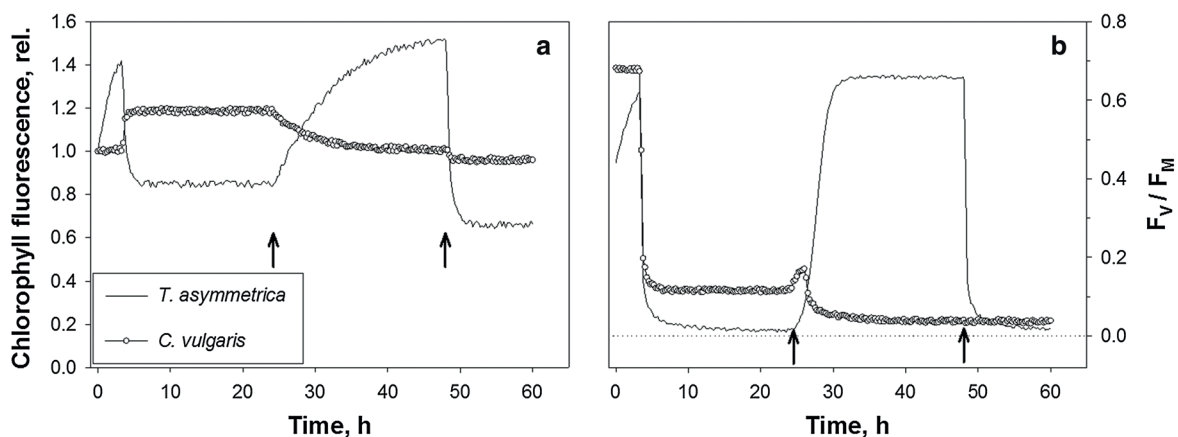 Chlorophyll fluorescence, rel.
1.6
1.4
1.2
1.0
0.8
0.6
0.4
0.2
0.0
a
T. asymmetrica
C. vulgaris
0 10 20 30 40 50 60
Time, h
b
0.8
0.6
0.4
0.2
0.0
FV / FM
0 10 20 30 40 50 60
Time, h